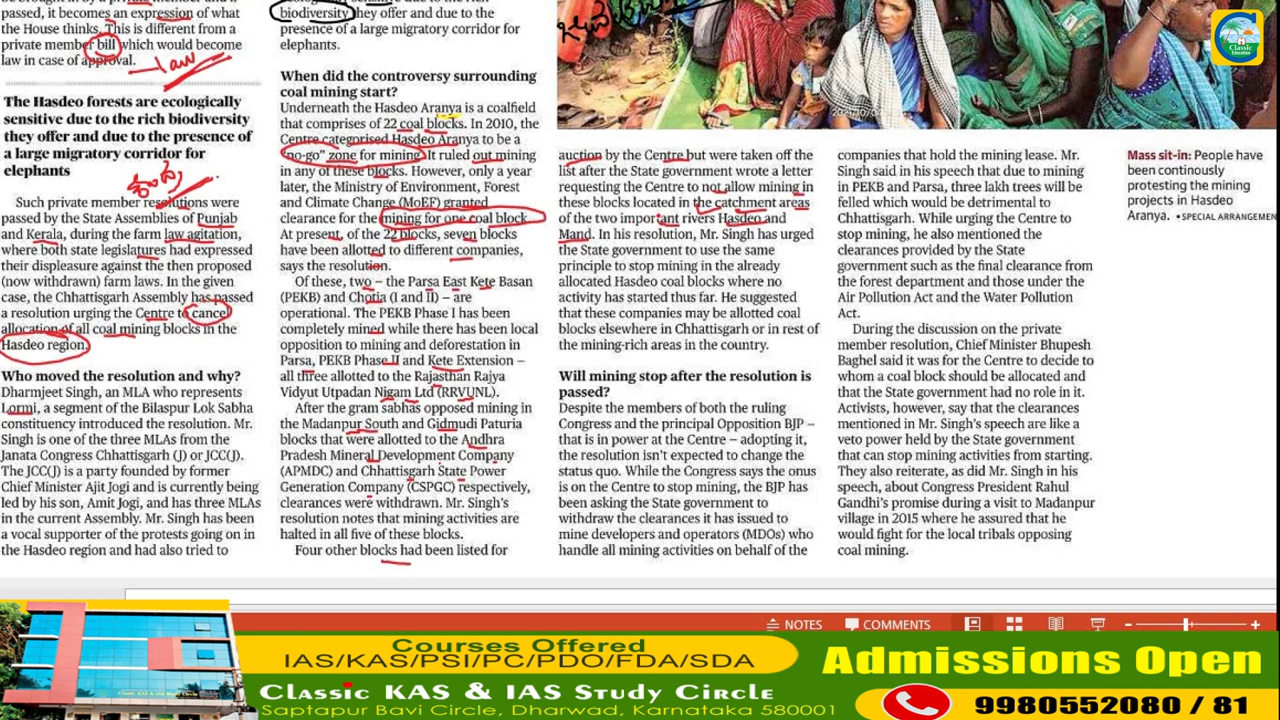 be brought in by a private member and if
passed, it becomes an expression of what
the House thinks. This is different from a
private member bill which would become
law in case of approval.
law
The Hasdeo forests are ecologically
sensitive due to the rich biodiversity
they offer and due to the presence of
a large migratory corridor for
elephants
Such private member resolutions were
passed by the State Assemblies of Punjab
and Kerala, during the farm law agitation,
where both state legislatures had expressed
their displeasure against the then proposed
(now withdrawn) farm laws. In the given
case, the Chhattisgarh Assembly has passed
a resolution urging the Centre to cancel
allocation of all coal mining blocks in the
Hasdeo region.
Who moved the resolution and why?
Dharmjeet Singh, an MLA who represents
Lormi, a segment of the Bilaspur Lok Sabha
constituency introduced the resolution. Mr.
Singh is one of the three MLAs from the
Janata Congress Chhattisgarh (J) or JCC(J).
The JCC(J) is a party founded by former
Chief Minister Ajit Jogi and is currently being
led by his son, Amit Jogi, and has three MLAs
in the current Assembly. Mr. Singh has been
a vocal supporter of the protests going on in
the Hasdeo region and had also tried to
ecologically sensitive due to the rich
biodiversity they offer and due to the
presence of a large migratory corridor for
elephants.
When did the controversy surrounding
coal mining start?
Underneath the Hasdeo Aranya is a coalfield
that comprises of 22 coal blocks. In 2010, the
Centre categorised Hasdeo Aranya to be a
“no-go” zone for mining. It ruled out mining
in any of these blocks. However, only a year
later, the Ministry of Environment, Forest
and Climate Change (MoEF) granted
clearance for the mining for one coal block.
At present, of the 22 blocks, seven blocks
have been allotted to different companies,
says the resolution.
Of these, two – the Parsa East Kete Basan
(PEKB) and Chotia (I and II) – are
operational. The PEKB Phase I has been
completely mined while there has been local
opposition to mining and deforestation in
Parsa, PEKB Phase II and Kete Extension –
all three allotted to the Rajasthan Rajya
Vidyut Utpadan Nigam Ltd (RRVUNL).
After the gram sabhas opposed mining in
the Madanpur South and Gidmudi Paturia
blocks that were allotted to the Andhra
Pradesh Mineral Development Company
(APMDC) and Chhattisgarh State Power
Generation Company (CSPGC) respectively,
clearances were withdrawn. Mr. Singh’s
resolution notes that mining activities are
halted in all five of these blocks.
Four other blocks had been listed for
auction by the Centre but were taken off the
list after the State government wrote a letter
requesting the Centre to not allow mining in
these blocks located in the catchment areas
of the two important rivers Hasdeo and
Mand. In his resolution, Mr. Singh has urged
the State government to use the same
principle to stop mining in the already
allocated Hasdeo coal blocks where no
activity has started thus far. He suggested
that these companies may be allotted coal
blocks elsewhere in Chhattisgarh or in rest of
the mining-rich areas in the country.
Will mining stop after the resolution is
passed?
Despite the members of both the ruling
Congress and the principal Opposition BJP –
that is in power at the Centre – adopting it,
the resolution isn’t expected to change the
status quo. While the Congress says the onus
is on the Centre to stop mining, the BJP has
been asking the State government to
withdraw the clearances it has issued to
mine developers and operators (MDOs) who
handle all mining activities on behalf of the
companies that hold the mining lease. Mr.
Singh said in his speech that due to mining
in PEKB and Parsa, three lakh trees will be
felled which would be detrimental to
Chhattisgarh. While urging the Centre to
stop mining, he also mentioned the
clearances provided by the State
government such as the final clearance from
the forest department and those under the
Air Pollution Act and the Water Pollution
Act.
During the discussion on the private
member resolution, Chief Minister Bhupesh
Baghel said it was for the Centre to decide to
whom a coal block should be allocated and
that the State government had no role in it.
Activists, however, say that the clearances
mentioned in Mr. Singh’s speech are like a
veto power held by the State government
that can stop mining activities from starting.
They also reiterate, as did Mr. Singh in his
speech, about Congress President Rahul
Gandhi’s promise during a visit to Madanpur
village in 2015 where he assured that he
would fight for the local tribals opposing
coal mining.
Mass sit-in: People have
been continously
protesting the mining
projects in Hasdeo
Aranya. • SPECIAL ARRANGEMEN
Classic
Education
NOTES
COMMENTS
Courses Offered
IAS/KAS/PSI/PC/PDO/FDA/SDA
Classic KAS & IAS Study Circle
Saptapur Bavi Circle, Dharwad, Karnataka 580001
Admissions Open
9980552080 / 81